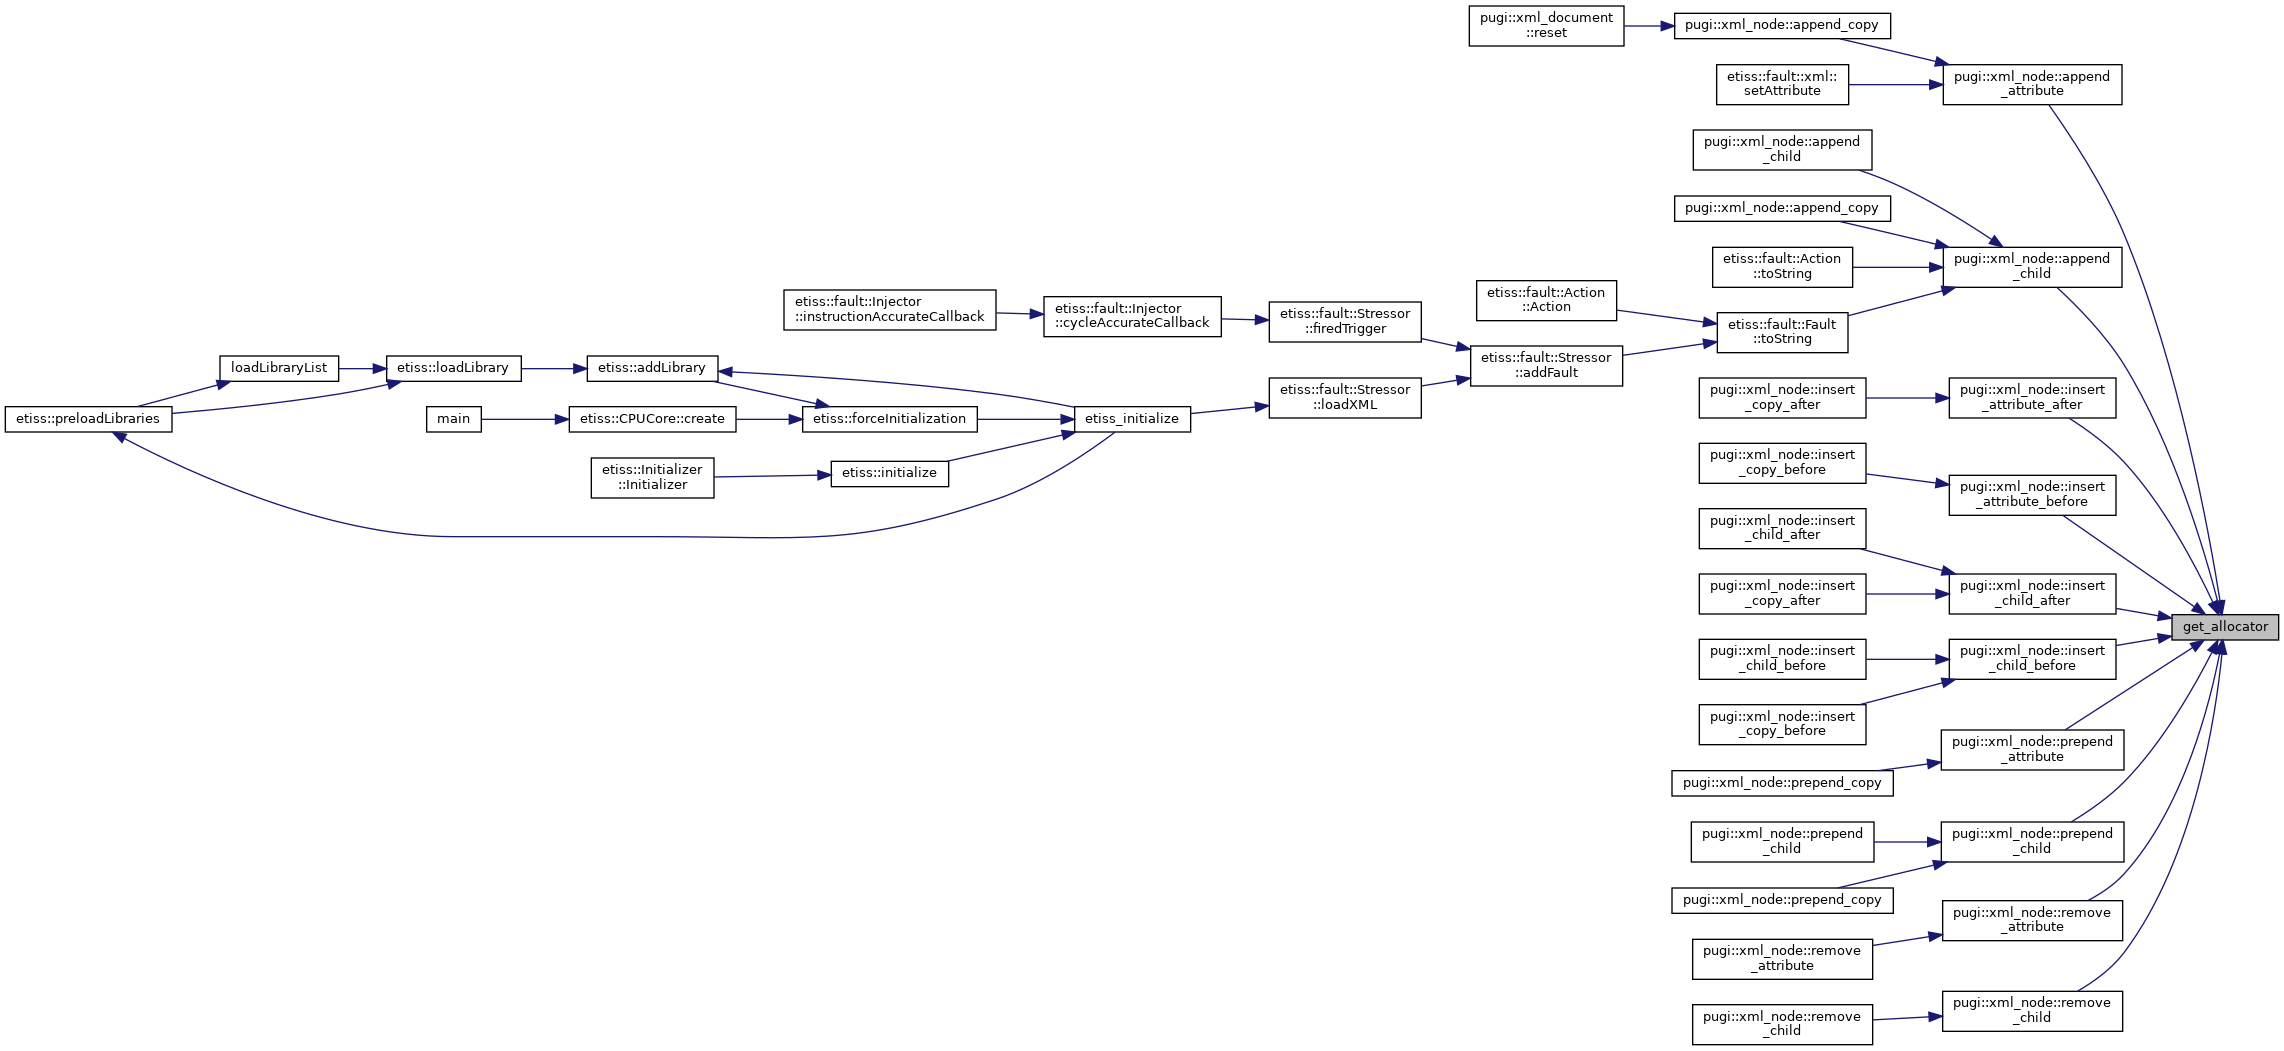 pugi::xml_document
::reset
pugi::xml_node::append_copy
etiss::fault::xml::
setAttribute
pugi::xml_node::append
_attribute
pugi::xml_node::append
_child
pugi::xml_node::append_copy
etiss::fault::Action
::toString
pugi::xml_node::append
_child
etiss::fault::Injector
::instructionAccurateCallback
etiss::fault::Injector
::cycleAccurateCallback
etiss::fault::Stressor
::firedTrigger
etiss::fault::Action
::Action
etiss::fault::Fault
::toString
etiss::fault::Stressor
::addFault
etiss::fault::Stressor
::loadXML
loadLibraryList
etiss::loadLibrary
etiss::addLibrary
etiss::preloadLibraries
main
etiss::CPUCore::create
etiss::forceInitialization
etiss_initialize
etiss::Initializer
::Initializer
etiss::initialize
pugi::xml_node::insert
_copy_after
pugi::xml_node::insert
_attribute_after
pugi::xml_node::insert
_copy_before
pugi::xml_node::insert
_attribute_before
pugi::xml_node::insert
_child_after
pugi::xml_node::insert
_copy_after
pugi::xml_node::insert
_child_after
get_allocator
pugi::xml_node::insert
_child_before
pugi::xml_node::insert
_child_before
pugi::xml_node::insert
_copy_before
pugi::xml_node::prepend
_attribute
pugi::xml_node::prepend_copy
pugi::xml_node::prepend
_child
pugi::xml_node::prepend
_child
pugi::xml_node::prepend_copy
pugi::xml_node::remove
_attribute
pugi::xml_node::remove
_attribute
pugi::xml_node::remove
_child
pugi::xml_node::remove
_child